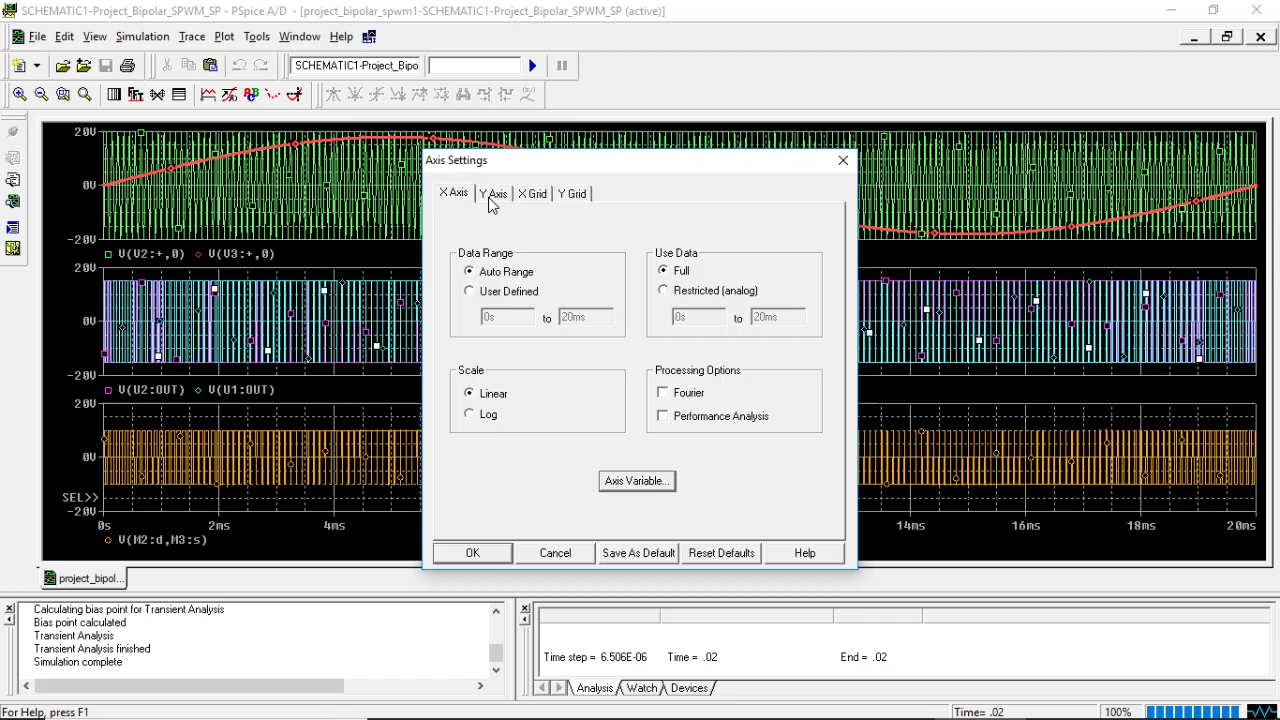 SCHEMATIC1-Project_Bipolar_SPWM_SP - PSpice A/D - [project_bipolar_spwm1-SCHEMATIC1-Project_Bipolar_SPWM_SP (active)]
File Edit View Simulation Trace Plot Tools Window Help
SCHEMATIC1-Project_Bipo
20V
0V
-20V
V(V2:+,0) V(V3:+,0)
20V
0V
-20V
V(U2:OUT) V(U1:OUT)
20V
0V
SEL>>
-20V
0s 2ms 4ms 14ms 16ms 18ms 20ms
V(M2:d,M3:s)
Axis Settings
X Axis Y Axis X Grid Y Grid
Data Range
Auto Range
User Defined
0s to 20ms
Use Data
Full
Restricted (analog)
0s to 20ms
Scale
Linear
Log
Processing Options
Fourier
Performance Analysis
Axis Variable...
OK Cancel Save As Default Reset Defaults Help
project_bipol...
Calculating bias point for Transient Analysis
Bias point calculated
Transient Analysis
Transient Analysis finished
Simulation complete
Time step = 6.506E-06 Time = .02 End = .02
Analysis Watch Devices
For Help, press F1 Time= .02 100%